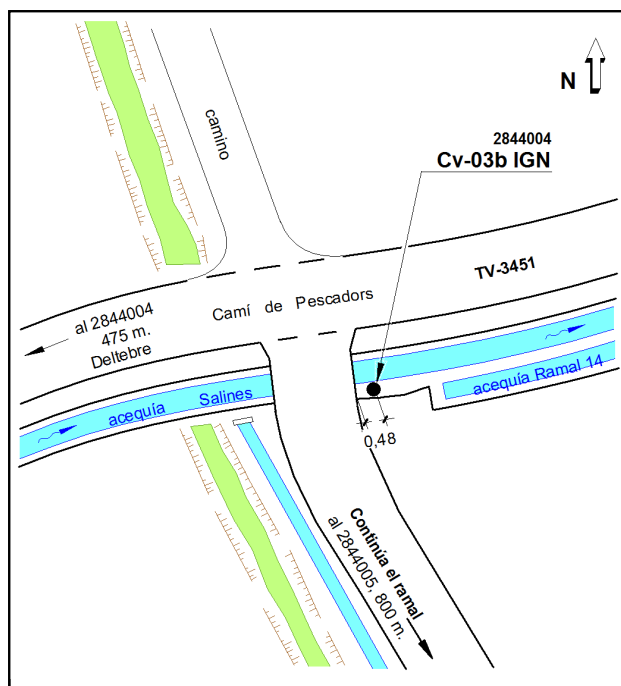 N
camino
2844004
Cv-03b IGN
TV-3451
Camí de Pescadors
al 2844004
475 m.
Deltebre
acequía Salines
acequía Ramal 14
0,48
Continúa el ramal
al 2844005, 800 m.